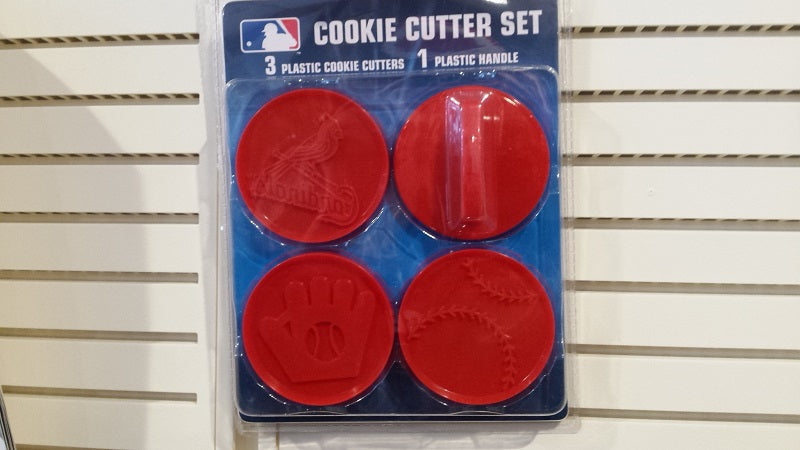 COOKIE CUTTER SET
3 PLASTIC COOKIE CUTTERS 1 PLASTIC HANDLE
Cardinals